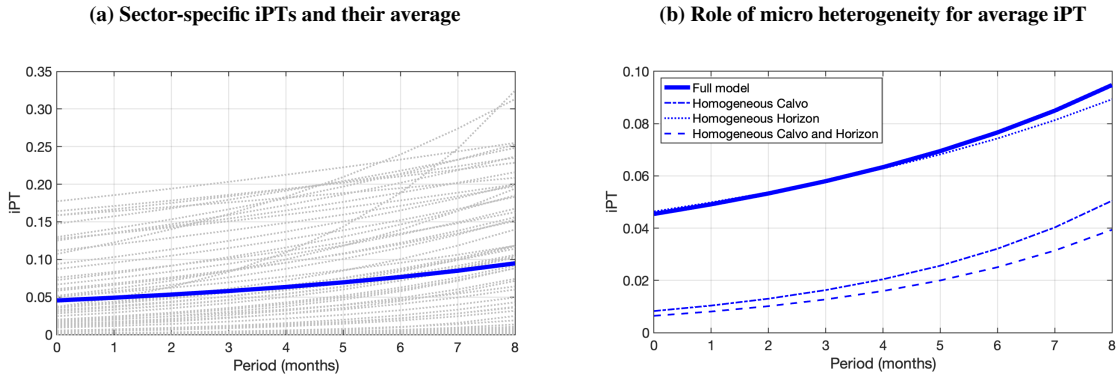 (a) Sector-specific iPTs and their average
0.35
0.30
0.25
0.20
0.15
0.10
0.05
0
iPT
0 1 2 3 4 5 6 7 8
Period (months)
(b) Role of micro heterogeneity for average iPT
0.10
0.08
0.06
0.04
0.02
0
iPT
Full model
Homogeneous Calvo
Homogeneous Horizon
Homogeneous Calvo and Horizon
0 1 2 3 4 5 6 7 8
Period (months)